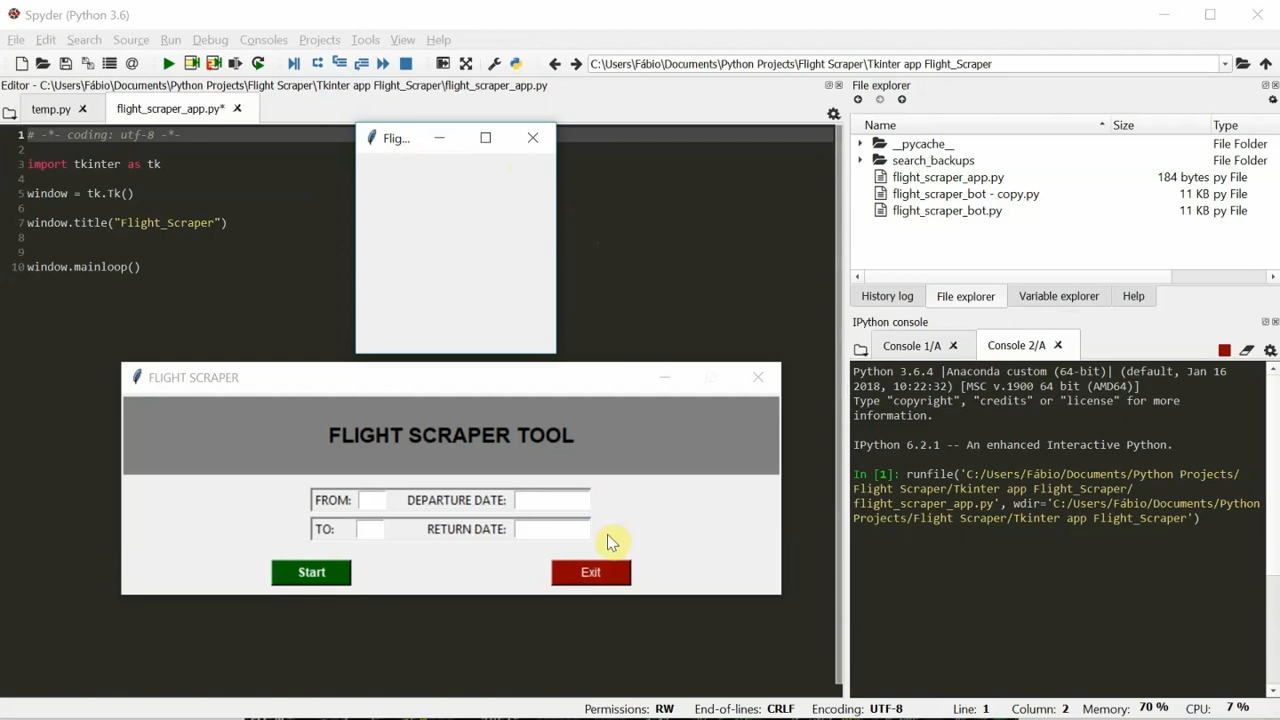 Spyder (Python 3.6)
File Edit Search Source Run Debug Consoles Projects Tools View Help
C:\Users\Fábio\Documents\Python Projects\Flight Scraper\Tkinter app Flight_Scraper
Editor - C:\Users\Fábio\Documents\Python Projects\Flight Scraper\Tkinter app Flight_Scraper\flight_scraper_app.py
temp.py
flight_scraper_app.py*
1 # -*- coding: utf-8 -*-
2
3 import tkinter as tk
4
5 window = tk.Tk()
6
7 window.title("Flight_Scraper")
8
9
10 window.mainloop()
Flig...
FLIGHT SCRAPER
FLIGHT SCRAPER TOOL
FROM: DEPARTURE DATE:
TO: RETURN DATE:
Start Exit
File explorer
Name Size Type
__pycache__ File Folder
search_backups File Folder
flight_scraper_app.py 184 bytes py File
flight_scraper_bot - copy.py 11 KB py File
flight_scraper_bot.py 11 KB py File
History log File explorer Variable explorer Help
IPython console
Console 1/A Console 2/A
Python 3.6.4 |Anaconda custom (64-bit)| (default, Jan 16
2018, 10:22:32) [MSC v.1900 64 bit (AMD64)]
Type "copyright", "credits" or "license" for more
information.
IPython 6.2.1 -- An enhanced Interactive Python.
In [1]: runfile('C:/Users/Fábio/Documents/Python Projects/
Flight Scraper/Tkinter app Flight_Scraper/
flight_scraper_app.py', wdir='C:/Users/Fábio/Documents/Python
Projects/Flight Scraper/Tkinter app Flight_Scraper')
Permissions: RW End-of-lines: CRLF Encoding: UTF-8 Line: 1 Column: 2 Memory: 70 % CPU: 7 %